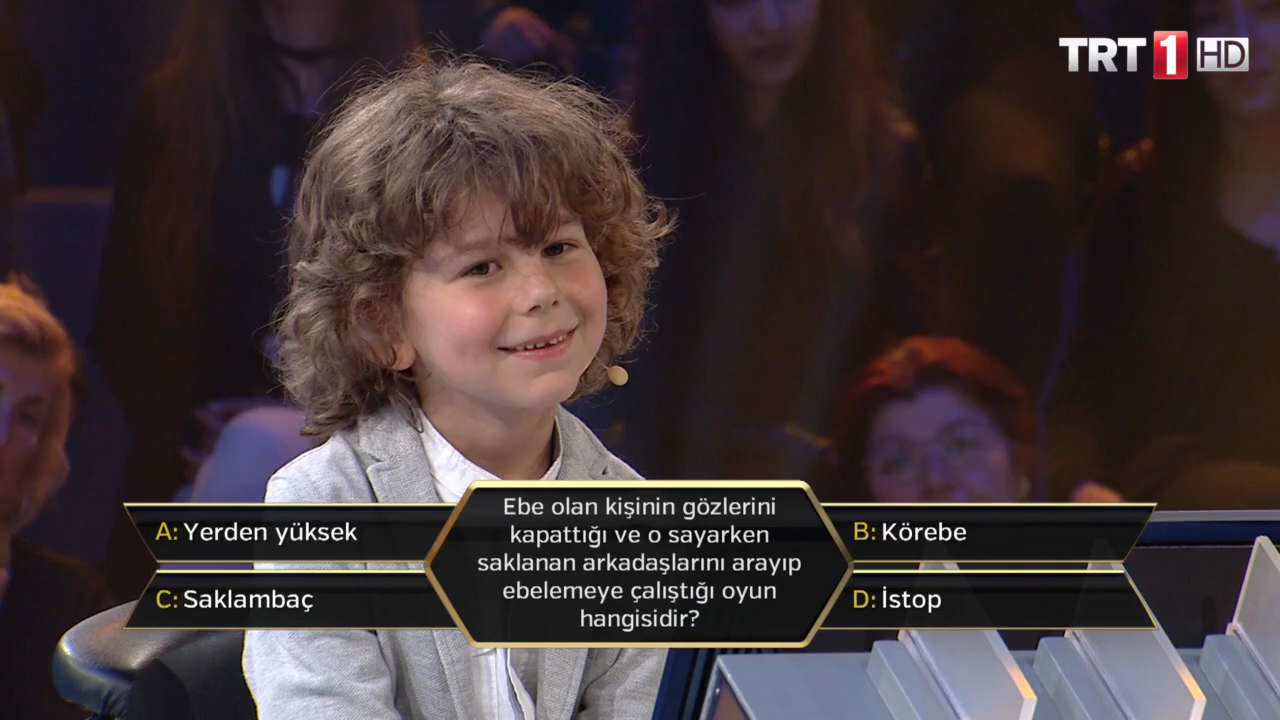 TRT 1 HD
Ebe olan kişinin gözlerini
kapattığı ve o sayarken
saklanan arkadaşlarını arayıp
ebelemeye çalıştığı oyun
hangisidir?
A: Yerden yüksek
B: Körebe
C: Saklambaç
D: İstop